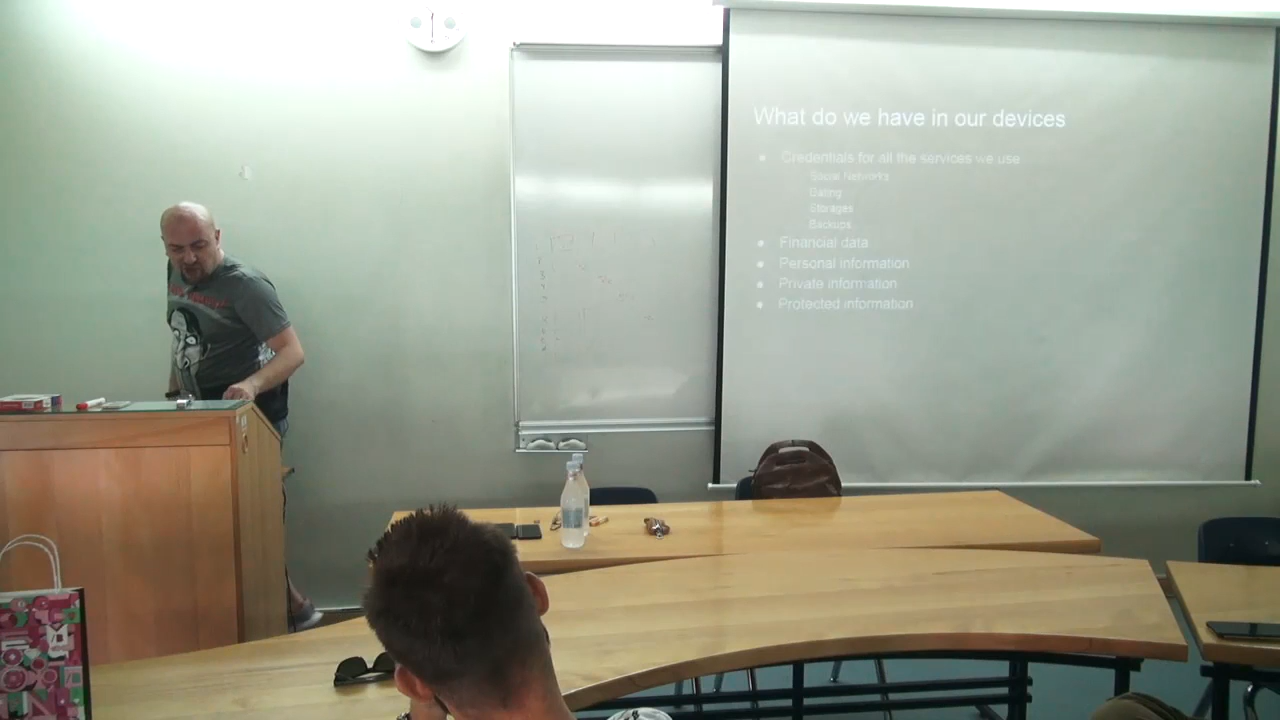 What do we have in our devices
Credentials for all the services we use
Social Networks
Dating
Storages
Backups
Financial data
Personal information
Private information
Protected information